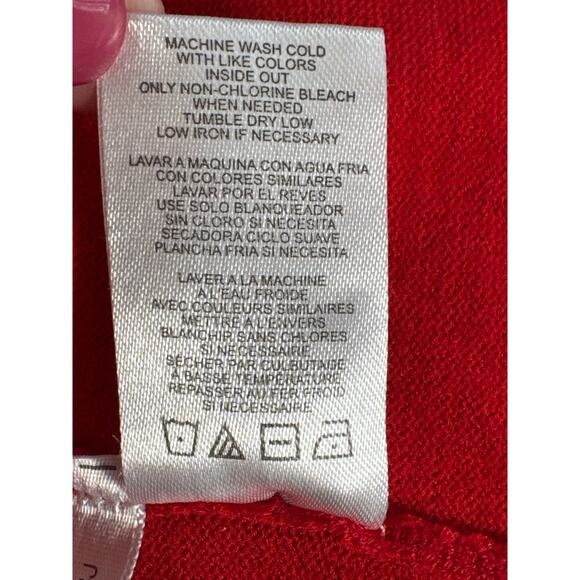 MACHINE WASH COLD
WITH LIKE COLORS
INSIDE OUT
ONLY NON-CHLORINE BLEACH
WHEN NEEDED
TUMBLE DRY LOW
LOW IRON IF NECESSARY
LAVAR A MAQUINA CON AGUA FRIA
CON COLORES SIMILARES
LAVAR POR EL REVES
USE SOLO BLANQUEADOR
SIN CLORO SI NECESITA
SECADORA CICLO SUAVE
PLANCHA FRIA SI NECESITA
LAVER A LA MACHINE
A L'EAU FROIDE
AVEC COULEURS SIMILAIRES
METTRE A L'ENVERS
BLANCHIR SANS CHLORES
SI NECESSAIRE
SECHER PAR CULBUTAGE
A BASSE TEMPERATURE
REPASSER AU FER FROID
SI NECESSAIRE